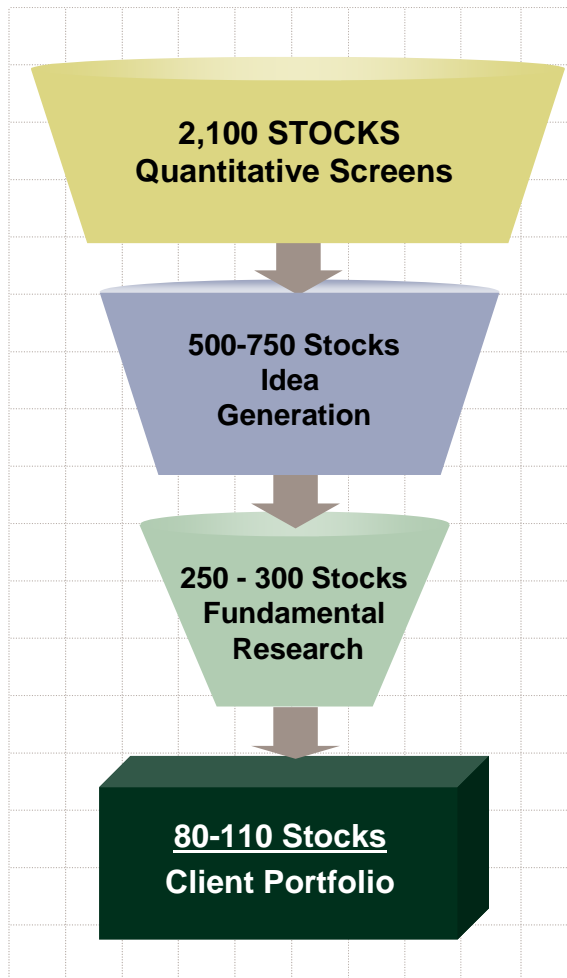 2,100 STOCKS
Quantitative Screens
500-750 Stocks
Idea
Generation
250 - 300 Stocks
Fundamental
Research
80-110 Stocks
Client Portfolio